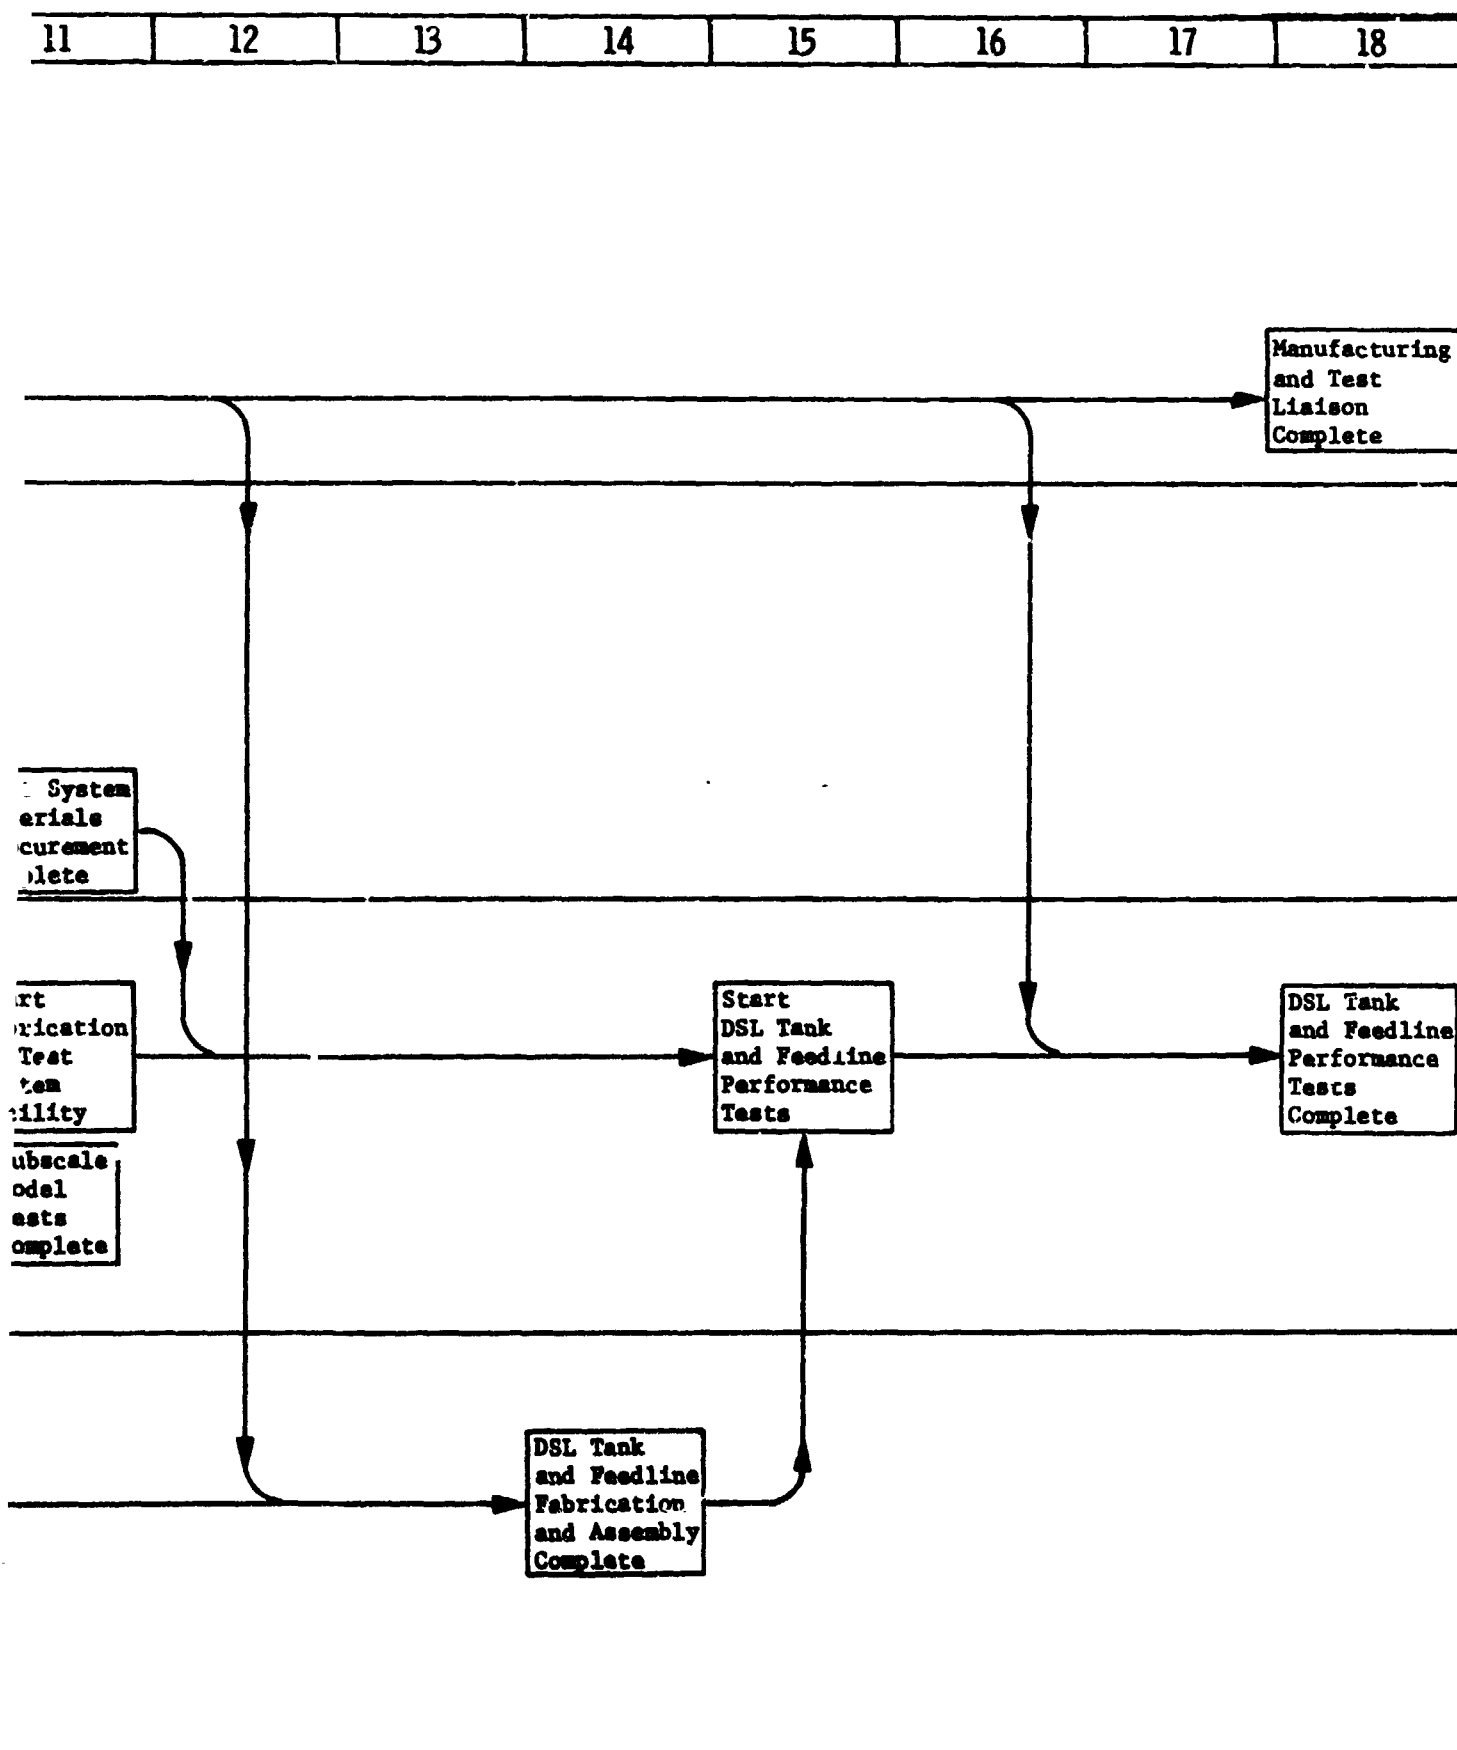 11 12 13 14 15 16 17 18
Manufacturing
and Test
Liaison
Complete
System
erials
curement
lete
rt
rication
Test
tem
ility
ubscale
odel
ests
omplete
Start
DSL Tank
and Feedline
Performance
Tests
DSL Tank
and Feedline
Performance
Tests
Complete
DSL Tank
and Feedline
Fabrication
and Assembly
Complete